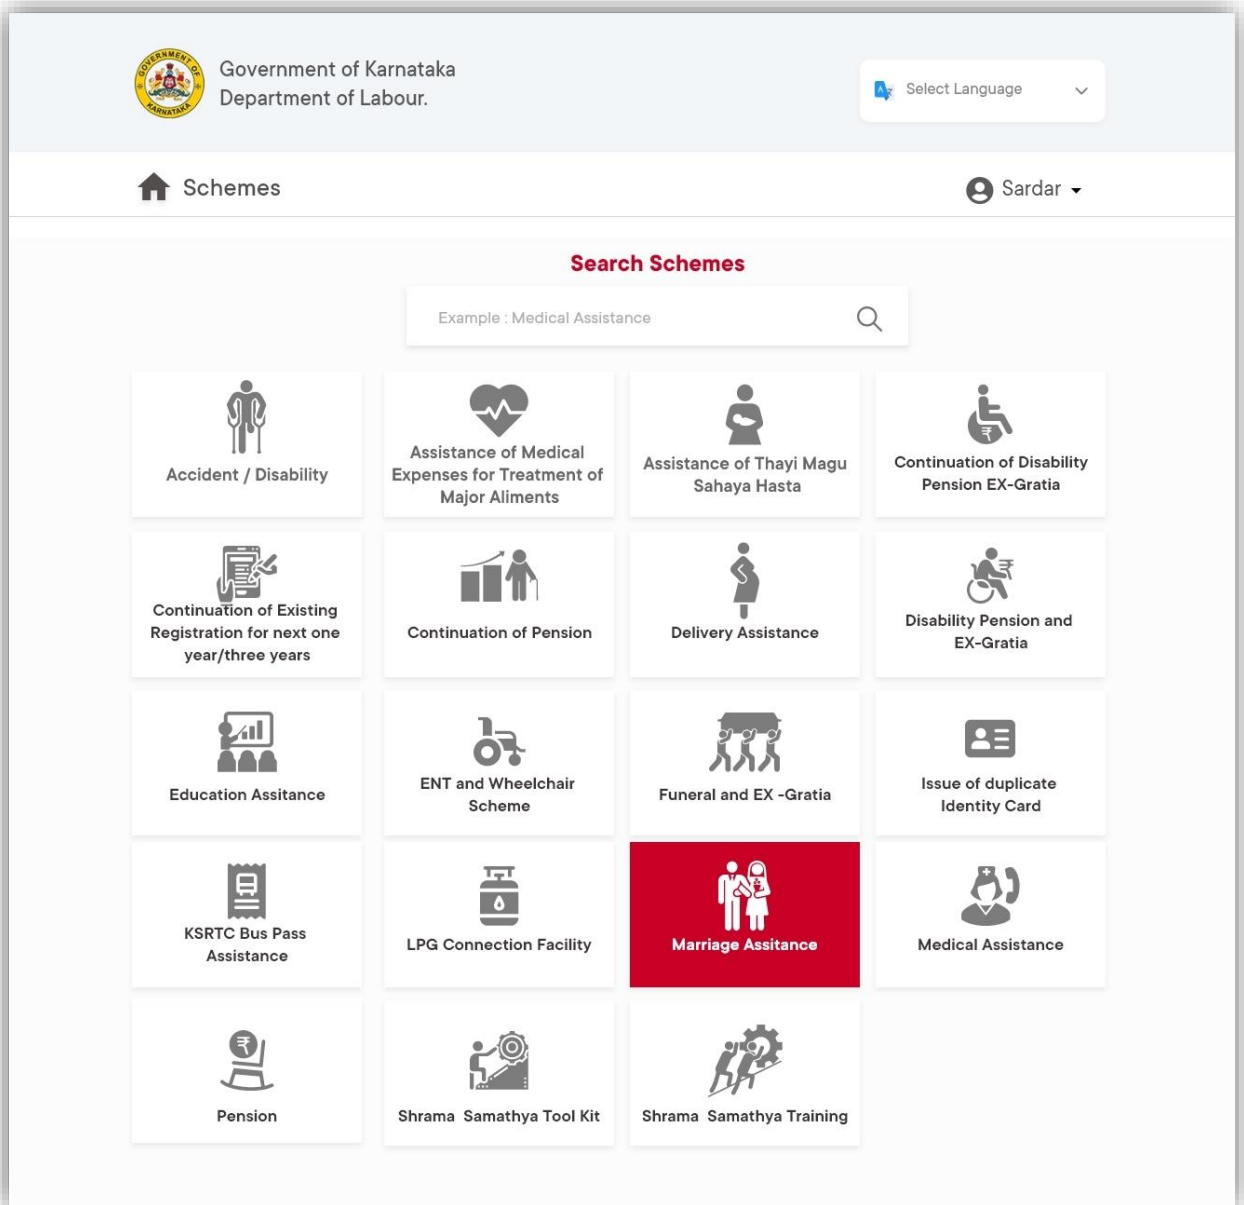 Government of Karnataka
Department of Labour.
Select Language
Schemes
Sardar
Search Schemes
Example : Medical Assistance
Accident / Disability
Assistance of Medical
Expenses for Treatment of
Major Aliments
Assistance of Thayi Magu
Sahaya Hasta
Continuation of Disability
Pension EX-Gratia
Continuation of Existing
Registration for next one
year/three years
Continuation of Pension
Delivery Assistance
Disability Pension and
EX-Gratia
Education Assitance
ENT and Wheelchair
Scheme
Funeral and EX -Gratia
Issue of duplicate
Identity Card
KSRTC Bus Pass
Assistance
LPG Connection Facility
Marriage Assitance
Medical Assistance
Pension
Shrama Samathya Tool Kit
Shrama Samathya Training